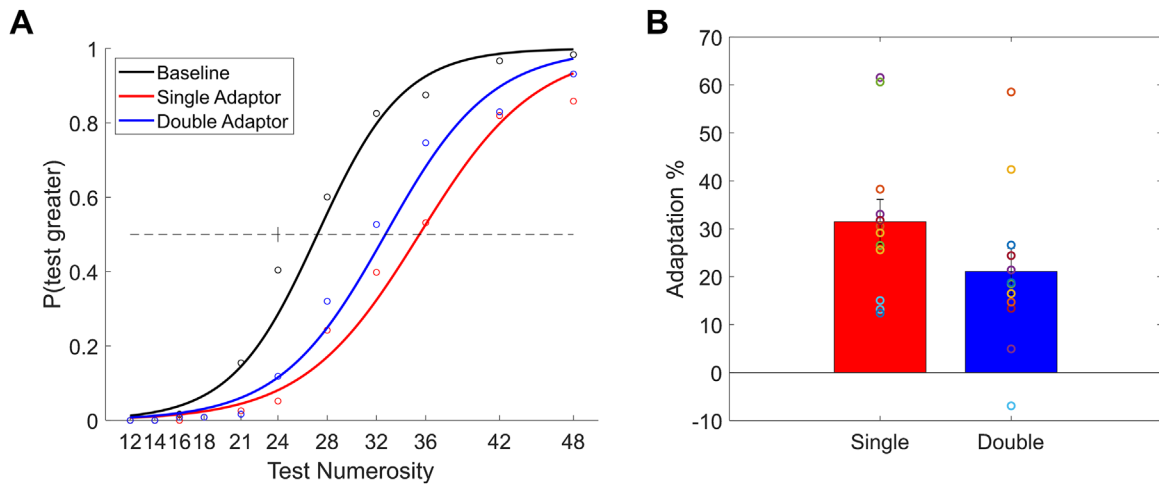 A
1
0.8
0.6
0.4
0.2
0
P(test greater)
Baseline
Single Adaptor
Double Adaptor
12 14 16 18 21 24 28 32 36 42 48
Test Numerosity
B
70
60
50
40
30
20
10
0
-10
Adaptation %
Single Double